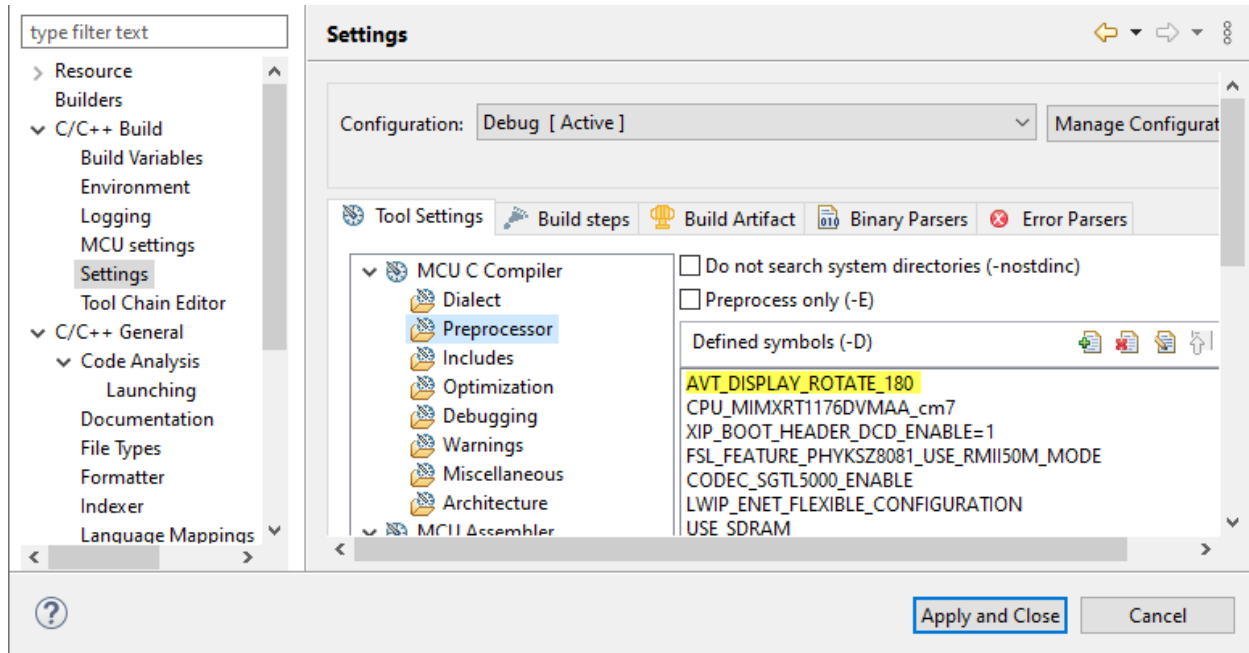 type filter text
Resource
Builders
C/C++ Build
Build Variables
Environment
Logging
MCU settings
Settings
Tool Chain Editor
C/C++ General
Code Analysis
Launching
Documentation
File Types
Formatter
Indexer
Language Mappings
Settings
Configuration: Debug [ Active ] Manage Configurat
Tool Settings Build steps Build Artifact 010 Binary Parsers Error Parsers
MCU C Compiler
Dialect
Preprocessor
Includes
Optimization
Debugging
Warnings
Miscellaneous
Architecture
MCU Assembler
Do not search system directories (-nostdinc)
Preprocess only (-E)
Defined symbols (-D)
AVT_DISPLAY_ROTATE_180
CPU_MIMXRT1176DVMAA_cm7
XIP_BOOT_HEADER_DCD_ENABLE=1
FSL_FEATURE_PHYKSZ8081_USE_RMII50M_MODE
CODEC_SGTL5000_ENABLE
LWIP_ENET_FLEXIBLE_CONFIGURATION
USE_SDRAM
? Apply and Close Cancel